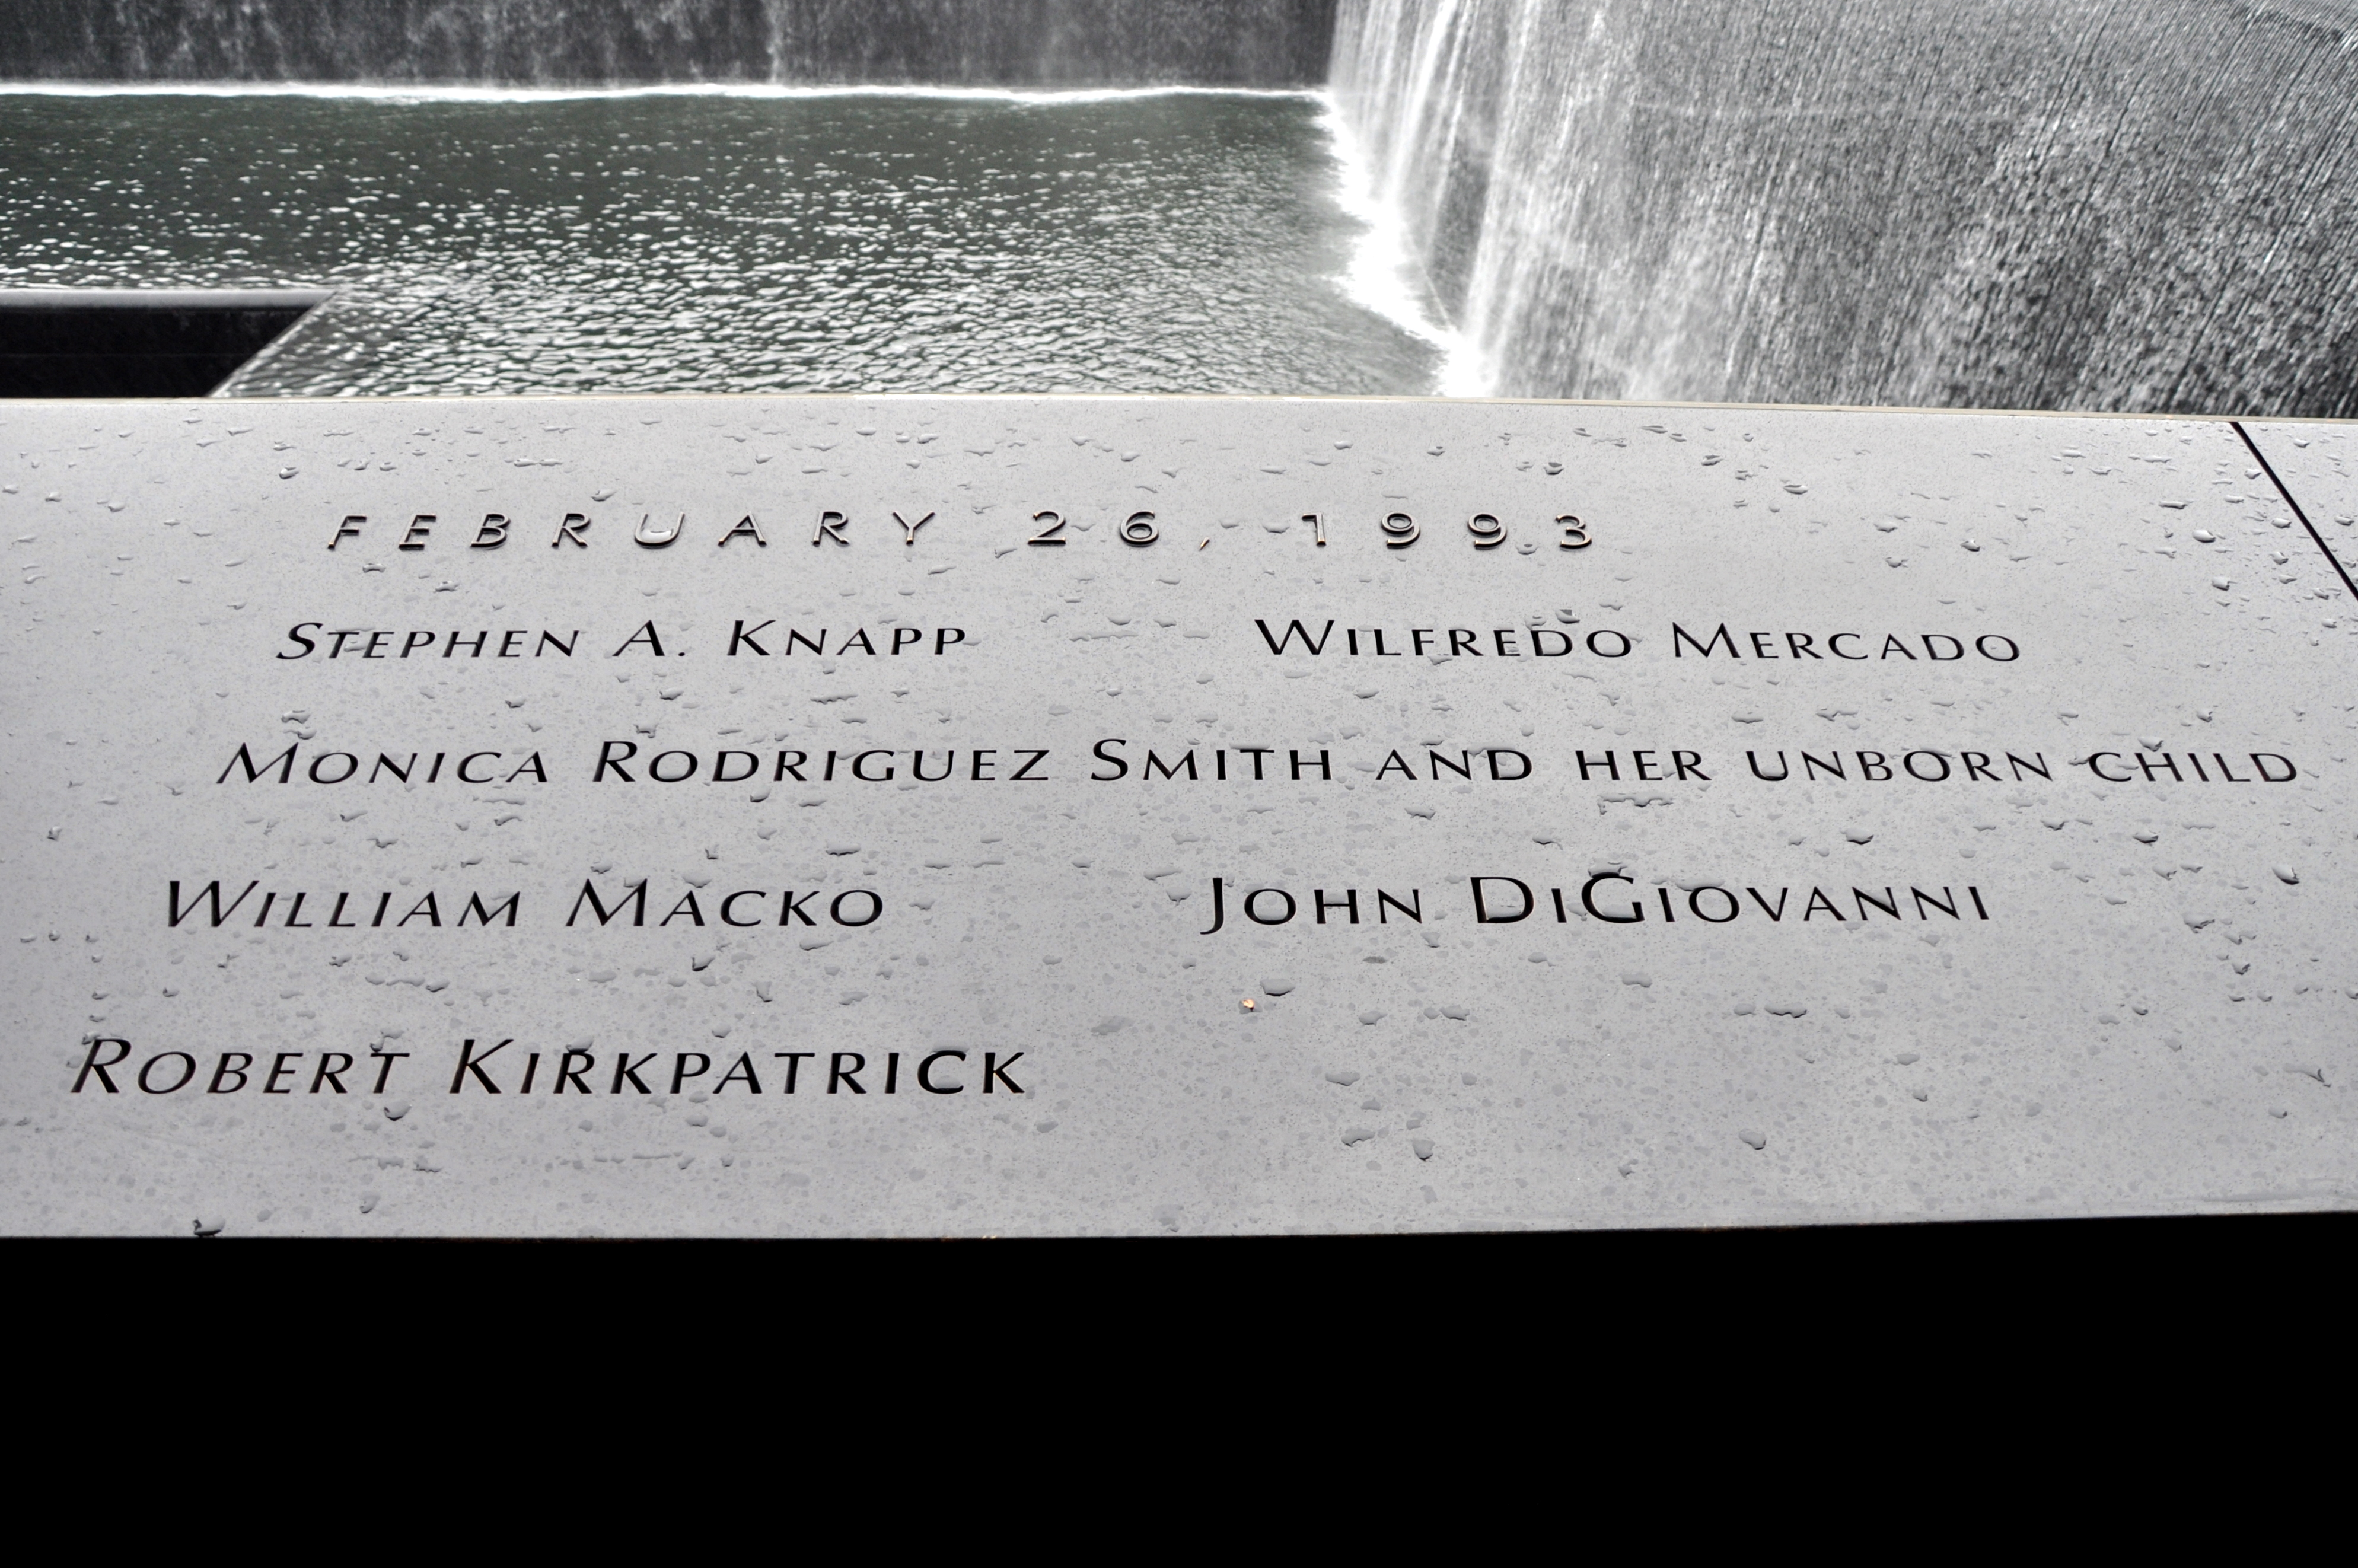 FEBRUARY 26, 1993
STEPHEN A. KNAPP WILFREDO MERCADO
MONICA RODRIGUEZ SMITH AND HER UNBORN CHILD
WILLIAM MACKO JOHN DIGIOVANNI
ROBERT KIRKPATRICK